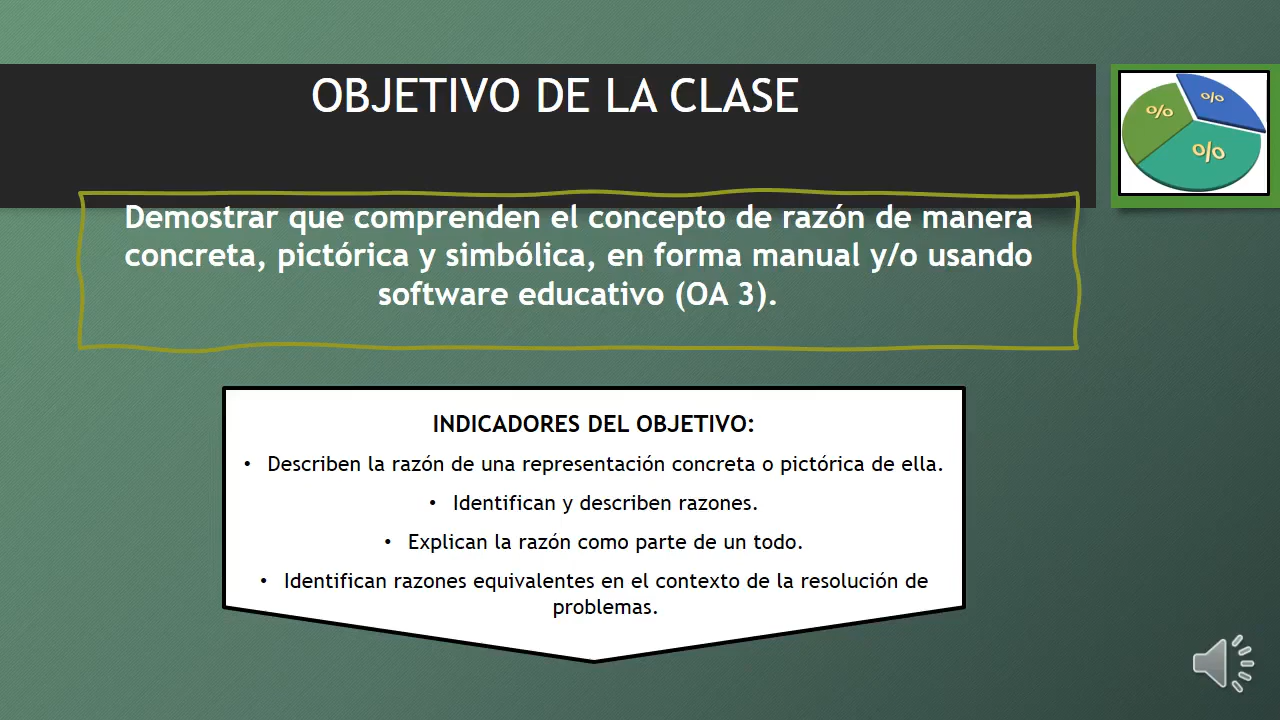 OBJETIVO DE LA CLASE
%
%
%
Demostrar que comprenden el concepto de razón de manera
concreta, pictórica y simbólica, en forma manual y/o usando
software educativo (OA 3).
INDICADORES DEL OBJETIVO:
• Describen la razón de una representación concreta o pictórica de ella.
• Identifican y describen razones.
• Explican la razón como parte de un todo.
• Identifican razones equivalentes en el contexto de la resolución de
problemas.